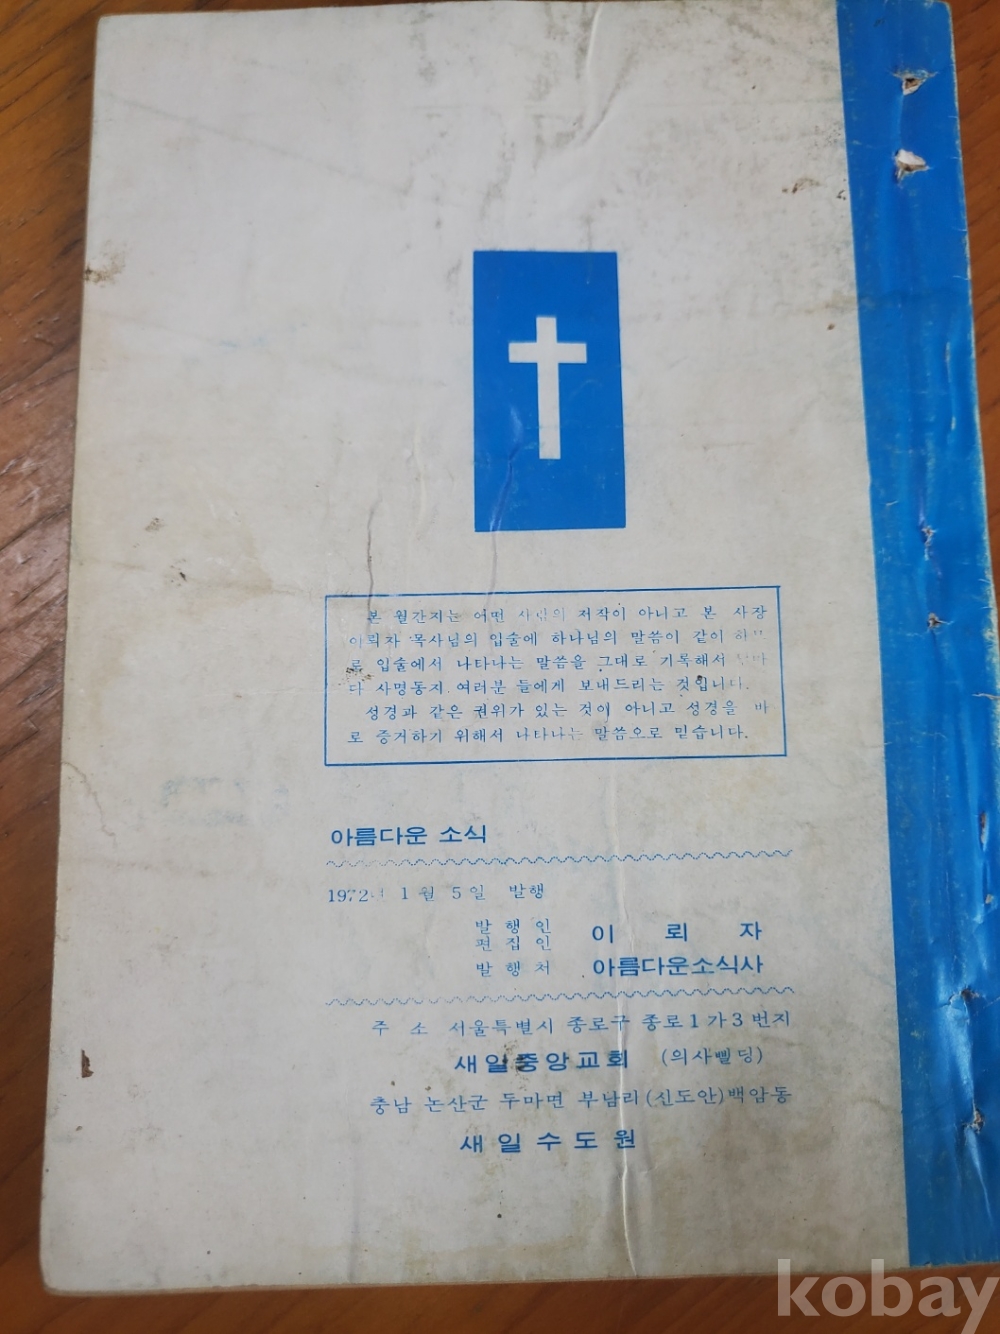 본 월간지는 어떤 사람의 저작이 아니고 본 사장
이뢰자 목사님의 입술에 하나님의 말씀이 같이 하
로 입술에서 나타나는 말씀을 그대로 기록해서
다 사명동지 여러분 들에게 보내드리는 것입니다.
성경과 같은 권위가 있는 것이 아니고 성경을 바
로 증거하기 위해서 나타나는 말씀으로 믿습니다.
아름다운 소식
1972년 1월 5일 발행
발행인
편집인 이 뢰 자
발행처 아름다운소식사
주 소 서울특별시 종로구 종로1가3번지
새일중앙교회 (의사삘딩)
충남 논산군 두마면 부남리(신도안)백암동
새일수도원
kobay